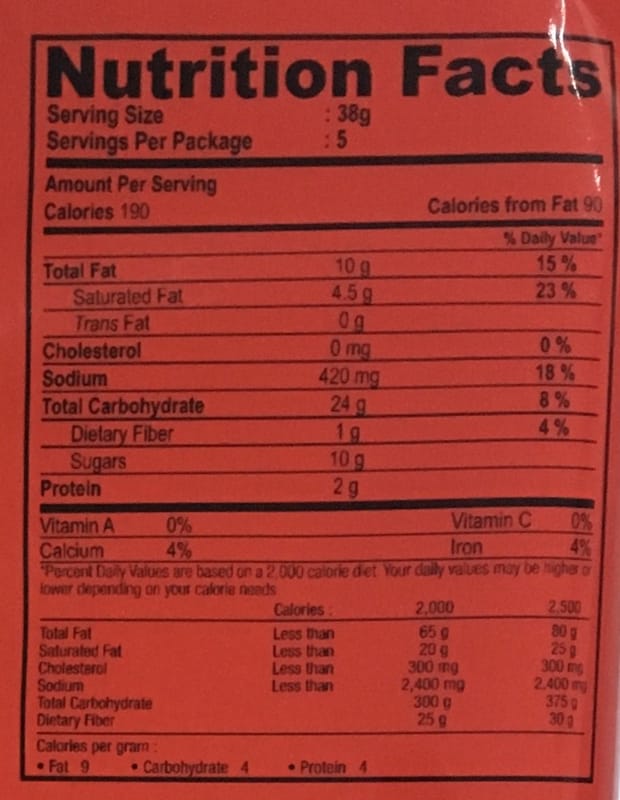 Nutrition Facts
Serving Size : 38g
Servings Per Package : 5
Amount Per Serving
Calories 190 Calories from Fat 90
% Daily Value*
Total Fat 10 g 15 %
Saturated Fat 4.5 g 23 %
Trans Fat 0 g
Cholesterol 0 mg 0 %
Sodium 420 mg 18 %
Total Carbohydrate 24 g 8 %
Dietary Fiber 1 g 4 %
Sugars 10 g
Protein 2 g
Vitamin A 0% Vitamin C 0%
Calcium 4% Iron 4%
*Percent Daily Values are based on a 2,000 calorie diet. Your daily values may be higher or
lower depending on your calorie needs
Calories : 2,000 2,500
Total Fat Less than 65 g 80 g
Saturated Fat Less than 20 g 25 g
Cholesterol Less than 300 mg 300 mg
Sodium Less than 2,400 mg 2,400 mg
Total Carbohydrate 300 g 375 g
Dietary Fiber 25 g 30 g
Calories per gram :
• Fat 9 • Carbohydrate 4 • Protein 4